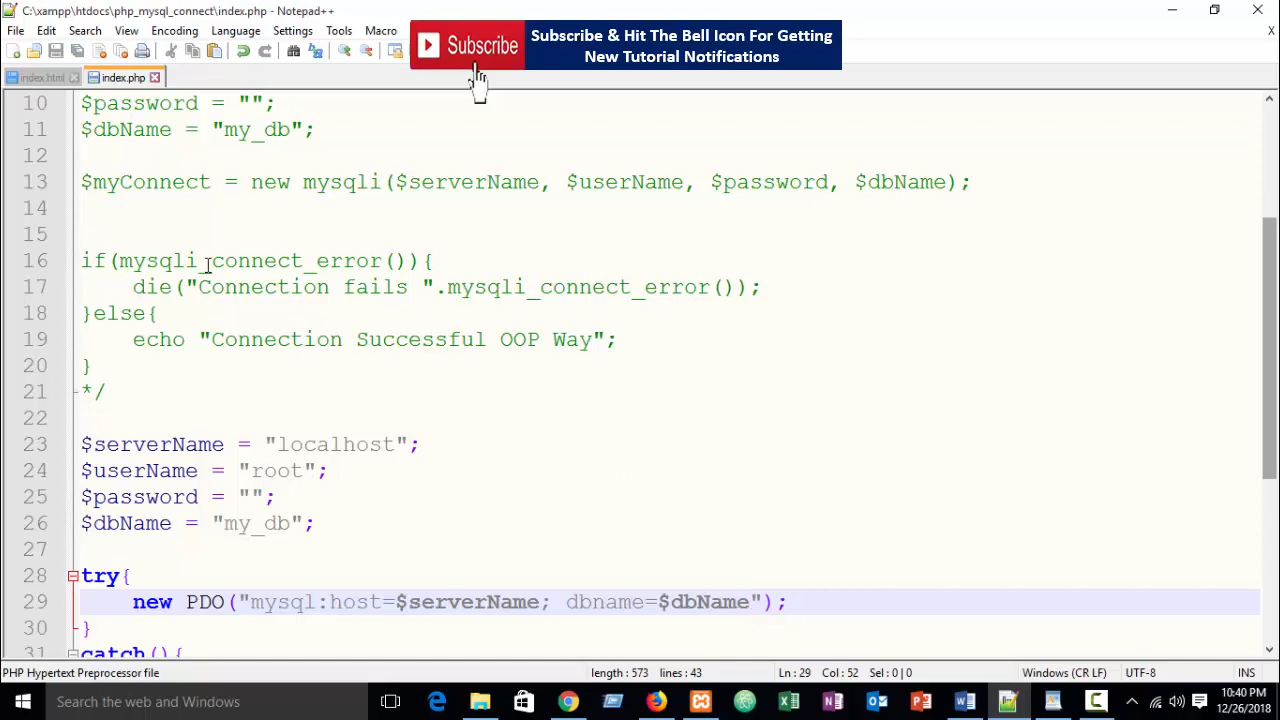 C:\xampp\htdocs\php_mysql_connect\index.php - Notepad++
File Edit Search View Encoding Language Settings Tools Macro
X
Subscribe
Subscribe & Hit The Bell Icon For Getting
New Tutorial Notifications
index.html index.php
10 $password = "";
11 $dbName = "my_db";
12
13 $myConnect = new mysqli($serverName, $userName, $password, $dbName);
14
15
16 if(mysqli_connect_error()){
17 die("Connection fails ".mysqli_connect_error());
18 }else{
19 echo "Connection Successful OOP Way";
20 }
21 */
22
23 $serverName = "localhost";
24 $userName = "root";
25 $password = "";
26 $dbName = "my_db";
27
28 try{
29 new PDO("mysql:host=$serverName; dbname=$dbName");
30 }
31 catch(){
PHP Hypertext Preprocessor file length : 573 lines : 43 Ln : 29 Col : 52 Sel : 0 | 0 Windows (CR LF) UTF-8 INS
Search the web and Windows
10:40 PM
12/26/2018